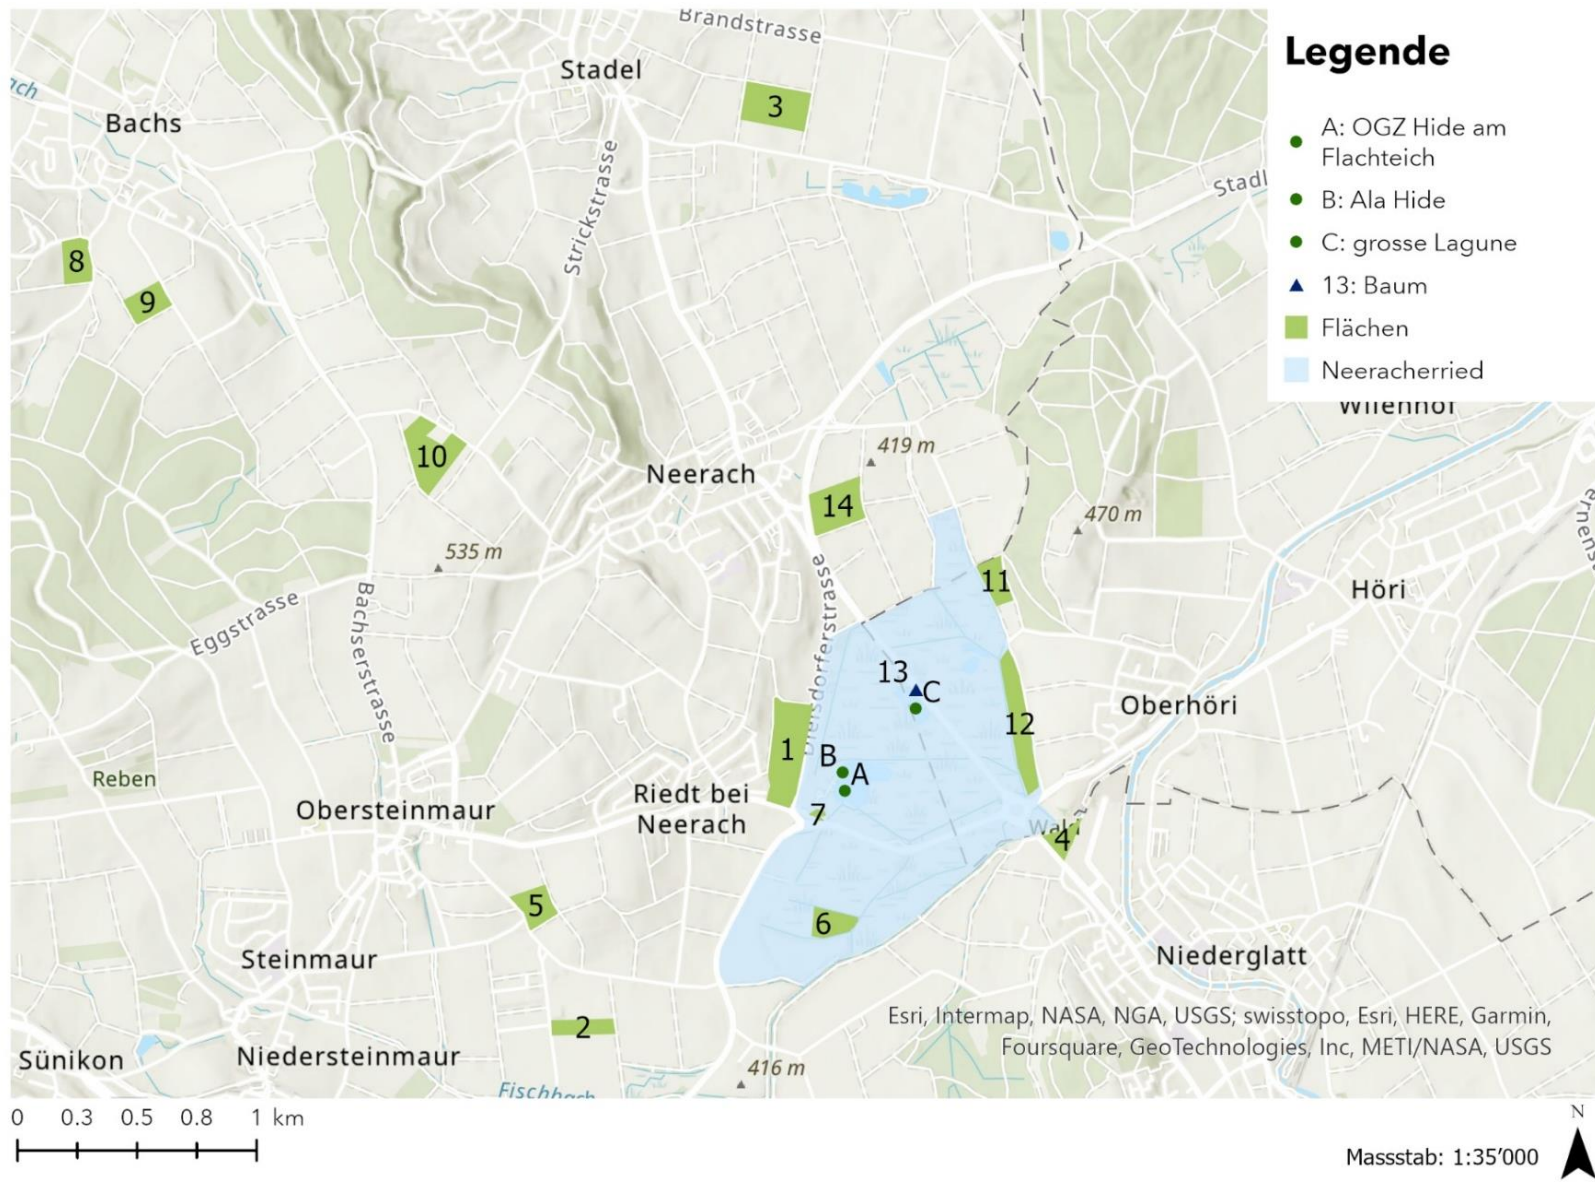 Brandstrasse
Stadel
3
ach
Bachs
Strickstrasse
8
9
10
Neerach
419 m
14
470 m
535 m
11
Höri
Eggstrasse
Bachserstrasse
13
C
Oberhöri
12
1
B
A
Reben
Obersteinmaur
Riedt bei
Neerach
7
4
5
6
Steinmaur
Niederglatt
2
Sünikon
Niedersteinmaur
416 m
Fischbach
Stadl
Wilenhof
Legende
A: OGZ Hide am
Flachteich
B: Ala Hide
C: grosse Lagune
13: Baum
Flächen
Neeracherried
Esri, Intermap, NASA, NGA, USGS; swisstopo, Esri, HERE, Garmin,
Foursquare, GeoTechnologies, Inc, METI/NASA, USGS
0 0.3 0.5 0.8 1 km
N
Massstab: 1:35’000